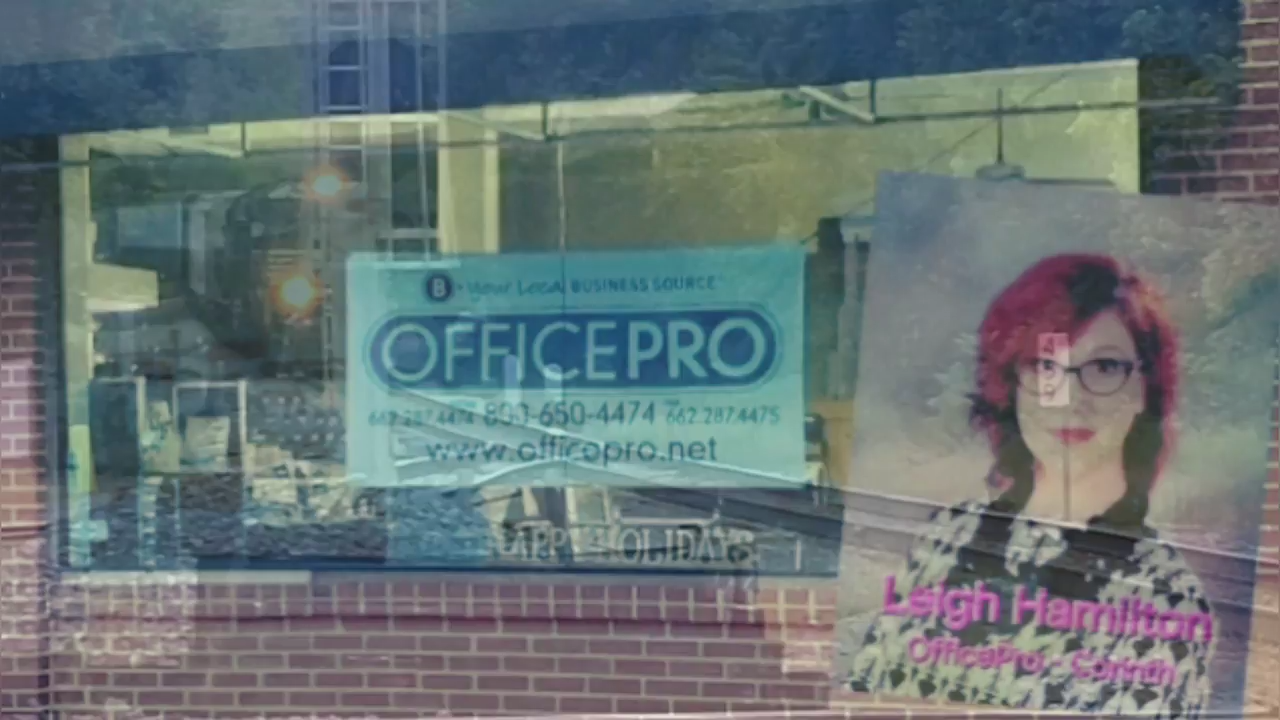 B • Your Local BUSINESS SOURCE
OFFICEPRO
662.287.4474 800-650-4474 662.287.4475
www.officepro.net
HAPPY HOLIDAYS
Leigh Hamilton
OfficePro - Corinth